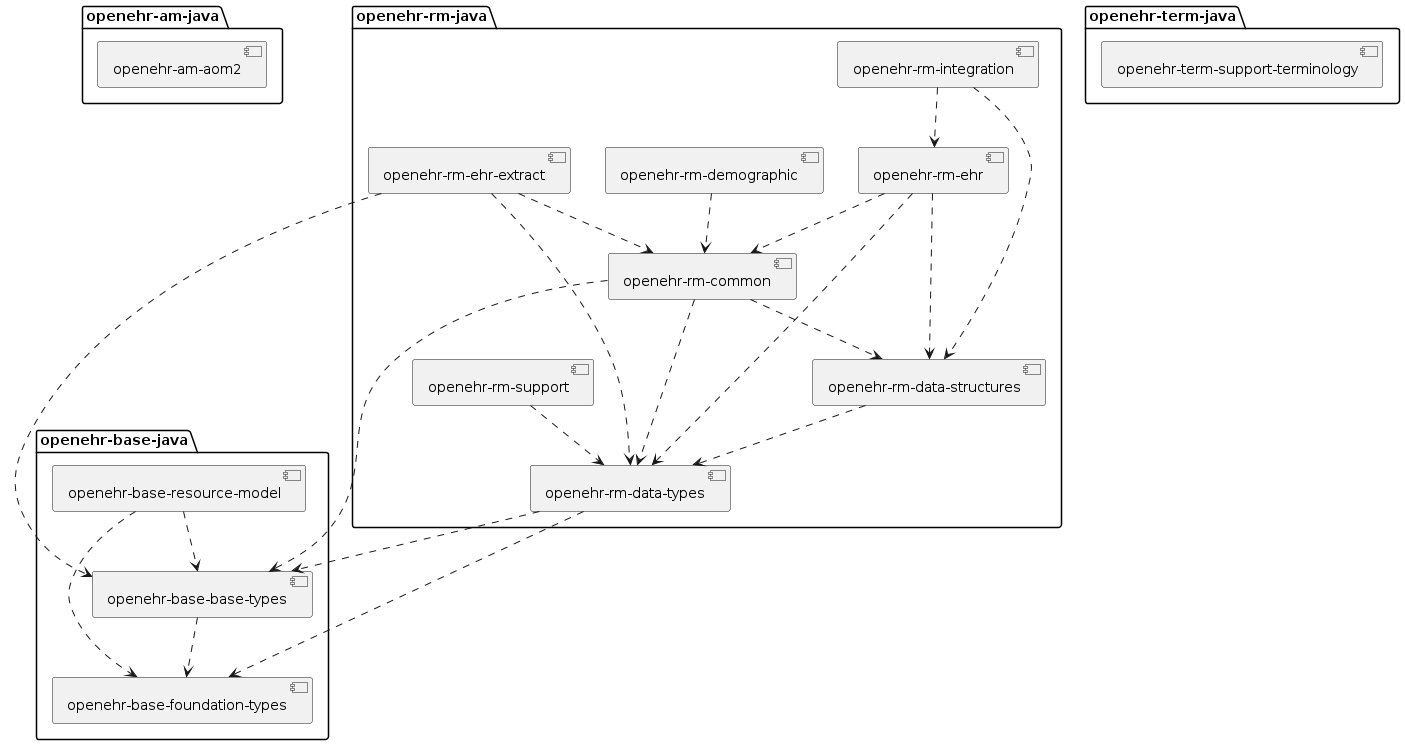 openehr-am-java
openehr-rm-java
openehr-term-java
openehr-am-aom2
openehr-rm-integration
openehr-term-support-terminology
openehr-rm-ehr-extract
openehr-rm-demographic
openehr-rm-ehr
openehr-rm-common
openehr-rm-support
openehr-rm-data-structures
openehr-base-java
openehr-base-resource-model
openehr-rm-data-types
openehr-base-base-types
openehr-base-foundation-types